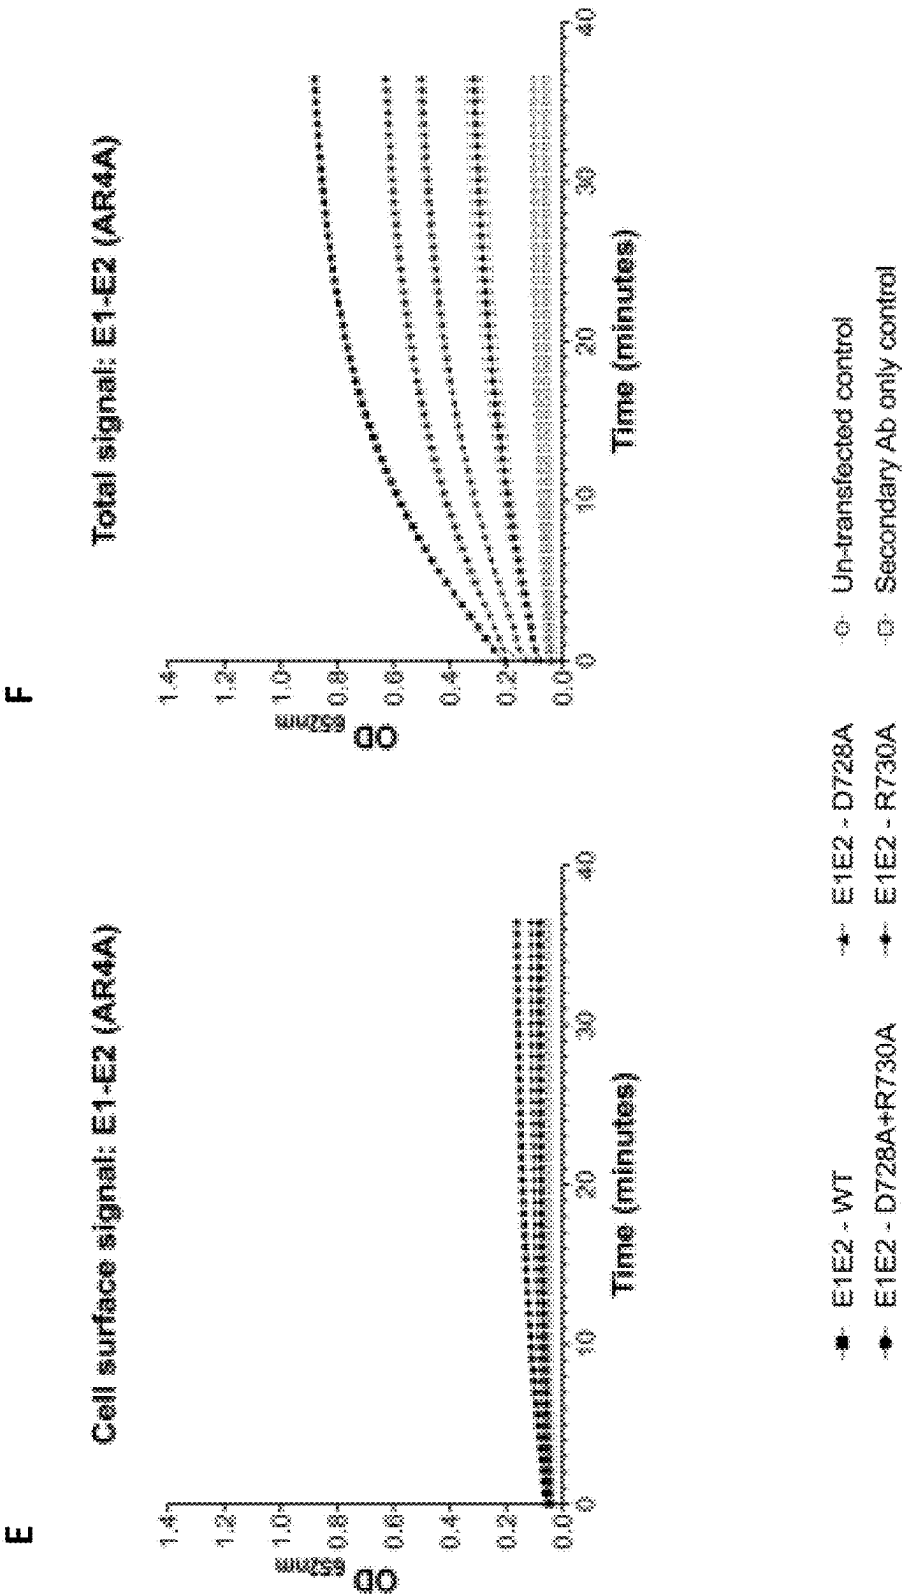 E
Cell surface signal: E1-E2 (AR4A)
OD 652nm
1.4
1.2
1.0
0.8
0.6
0.4
0.2
0.0
0
10
20
30
40
Time (minutes)
F
Total signal: E1-E2 (AR4A)
OD 652nm
1.4
1.2
1.0
0.8
0.6
0.4
0.2
0.0
0
10
20
30
40
Time (minutes)
E1E2 - WT
E1E2 - D728A
Un-transfected control
E1E2 - D728A+R730A
E1E2 - R730A
Secondary Ab only control